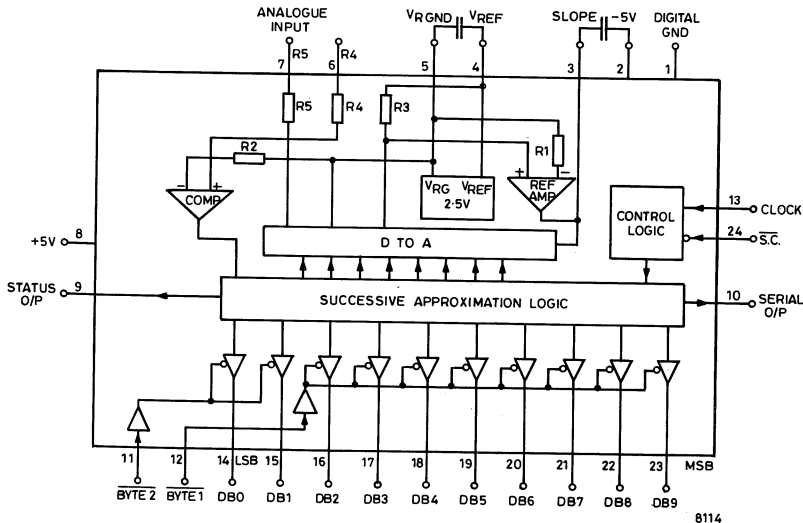 ANALOGUE INPUT
VR GND VREF
SLOPE -5V
DIGITAL GND
R5 R4
7 6 5 4 3 2 1
R5 R4 R3
R2 R1
- + COMP
VRG VREF
2·5V
+ - REF AMP
CONTROL LOGIC
13 CLOCK
24 S.C.
+5V 8
D TO A
STATUS O/P 9
SUCCESSIVE APPROXIMATION LOGIC
10 SERIAL O/P
11 12 14 LSB 15 16 17 18 19 20 21 22 23 MSB
BYTE 2 BYTE 1 DB0 DB1 DB2 DB3 DB4 DB5 DB6 DB7 DB8 DB9
8114